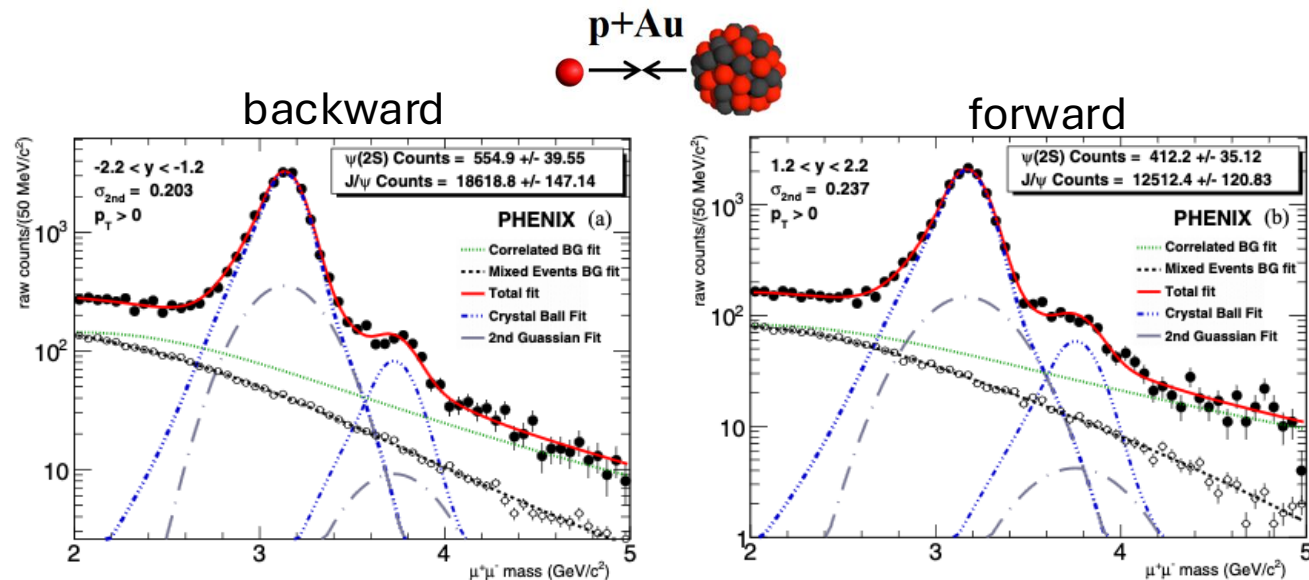 p+Au
backward
-2.2 < y < -1.2
σ2nd = 0.203
pT > 0
ψ(2S) Counts = 554.9 +/- 39.55
J/ψ Counts = 18618.8 +/- 147.14
PHENIX (a)
Correlated BG fit
Mixed Events BG fit
Total fit
Crystal Ball Fit
2nd Guassian Fit
raw counts/(50 MeV/c²)
10³
10²
10
2 3 4 5
μ⁺μ⁻ mass (GeV/c²)
forward
1.2 < y < 2.2
σ2nd = 0.237
pT > 0
ψ(2S) Counts = 412.2 +/- 35.12
J/ψ Counts = 12512.4 +/- 120.83
PHENIX (b)
Correlated BG fit
Mixed Events BG fit
Total fit
Crystal Ball Fit
2nd Guassian Fit
raw counts/(50 MeV/c²)
10³
10²
10
1
2 3 4 5
μ⁺μ⁻ mass (GeV/c²)